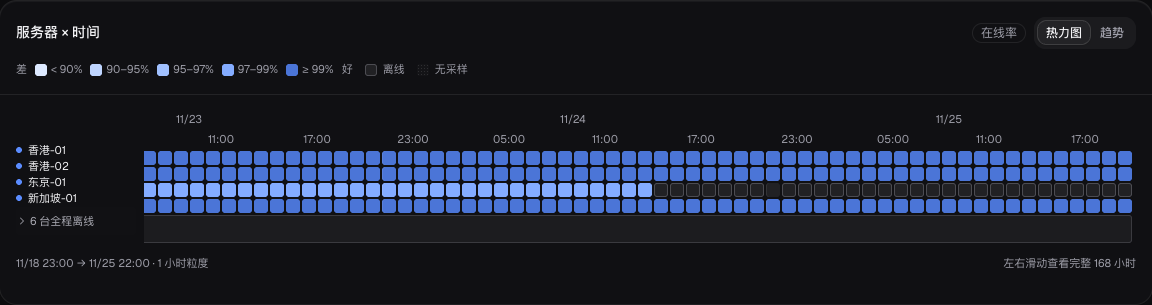 服务器 × 时间
在线率 热力图 趋势
差 < 90% 90–95% 95–97% 97–99% ≥ 99% 好 离线 无采样
11/23 11/24 11/25
11:00 17:00 23:00 05:00 11:00 17:00 23:00 05:00 11:00 17:00
香港-01
香港-02
东京-01
新加坡-01
6 台全程离线
11/18 23:00 → 11/25 22:00 · 1 小时粒度
左右滑动查看完整 168 小时